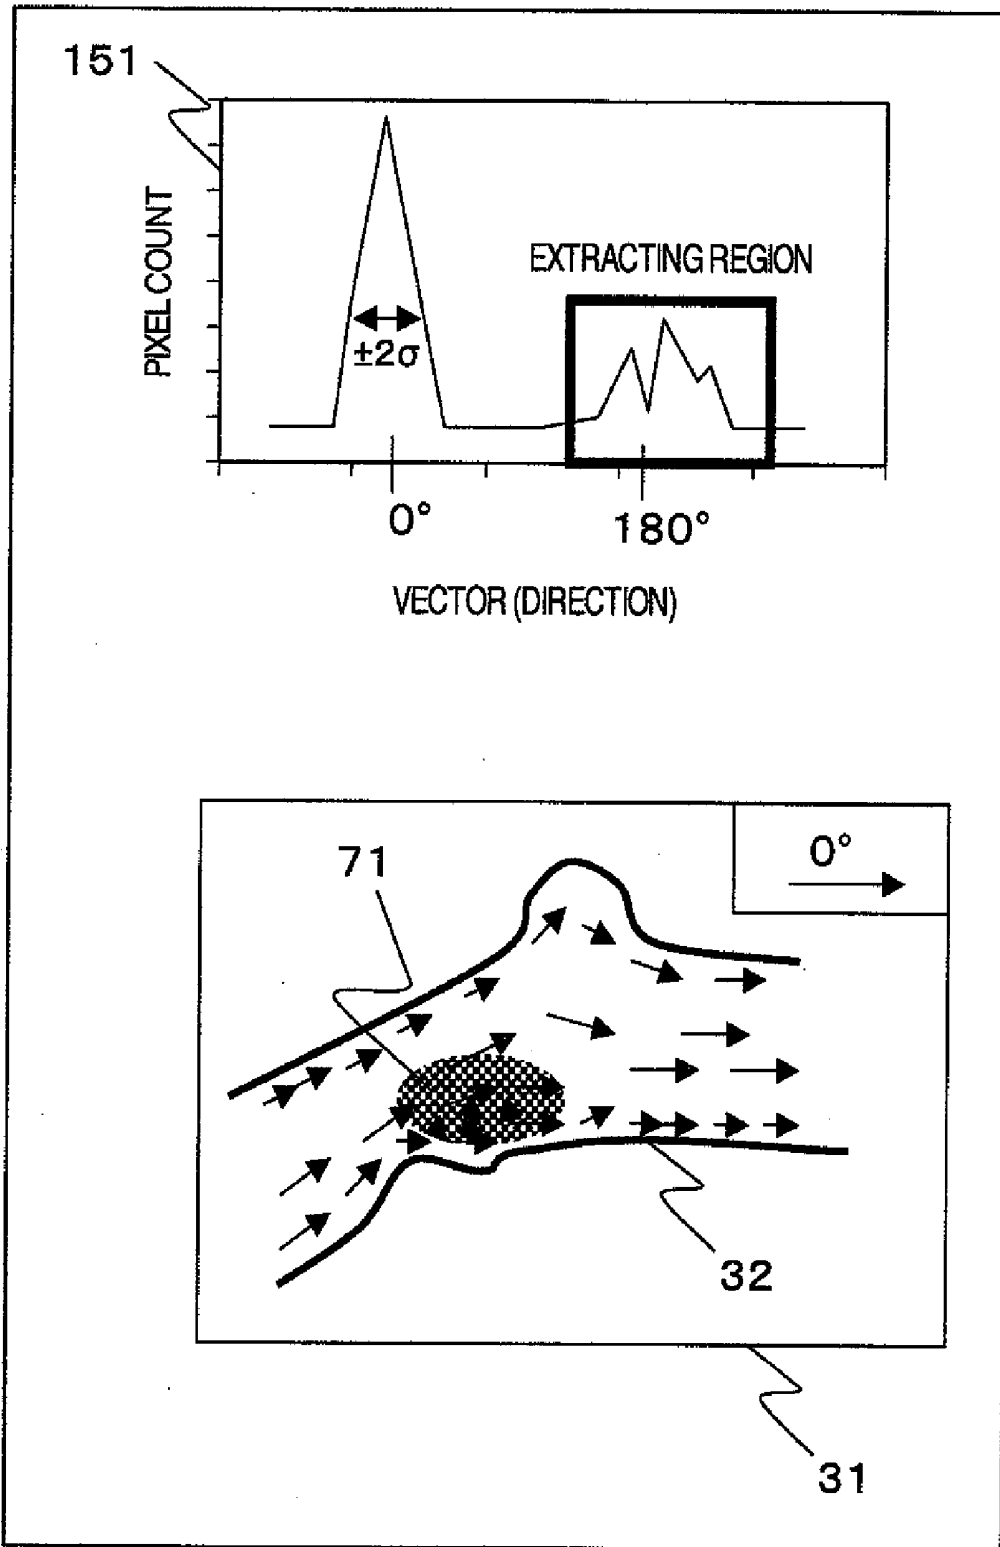 151
PIXEL COUNT
EXTRACTING REGION
±2σ
0°
180°
VECTOR (DIRECTION)
0°
71
32
31